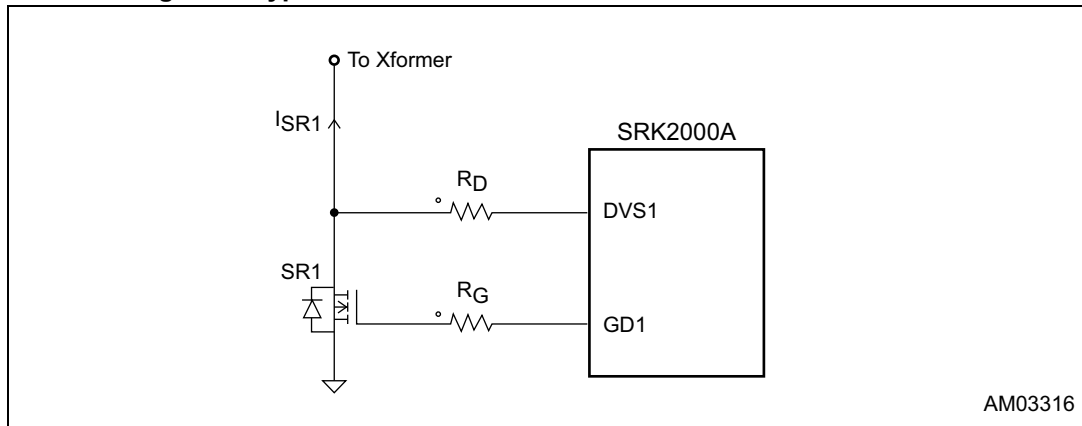 To Xformer
ISR1
SRK2000A
RD
DVS1
SR1
RG
GD1
AM03316